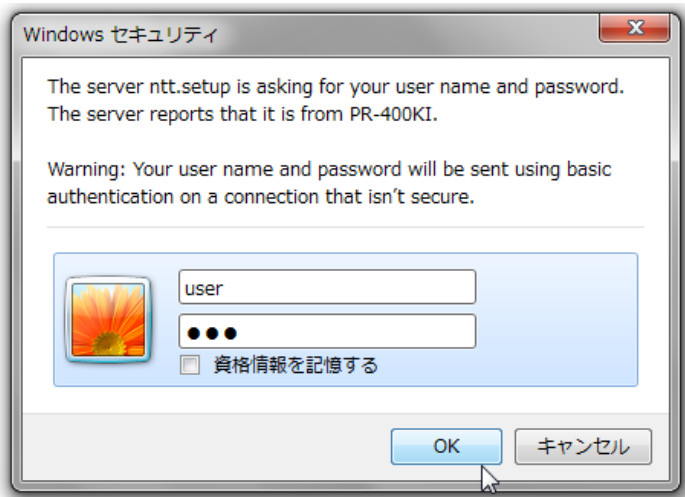 Windows セキュリティ
The server ntt.setup is asking for your user name and password.
The server reports that it is from PR-400KI.
Warning: Your user name and password will be sent using basic
authentication on a connection that isn't secure.
user
●●●
資格情報を記憶する
OK
キャンセル